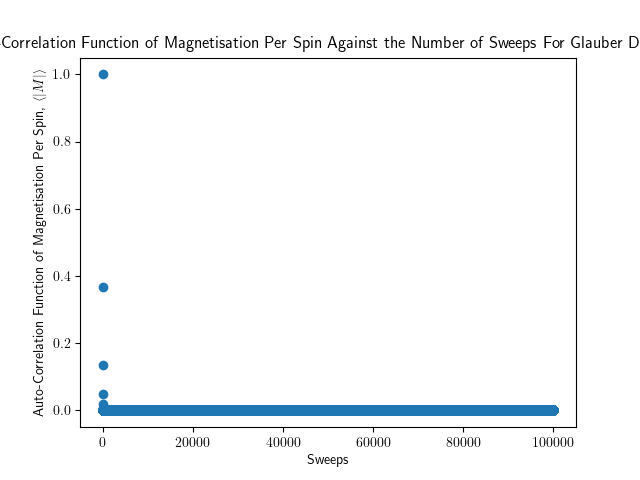 -Correlation Function of Magnetisation Per Spin Against the Number of Sweeps For Glauber D
Auto-Correlation Function of Magnetisation Per Spin, ⟨|M|⟩
1.0
0.8
0.6
0.4
0.2
0.0
0 20000 40000 60000 80000 100000
Sweeps